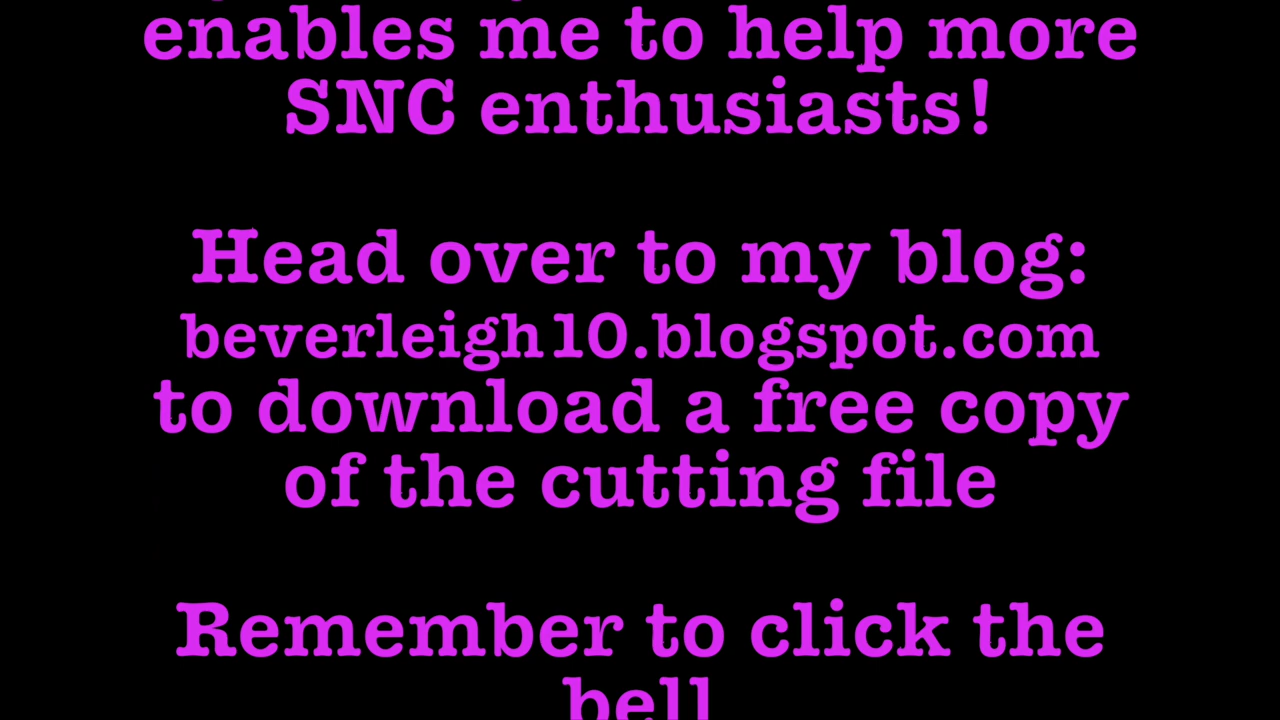 enables me to help more
SNC enthusiasts!
Head over to my blog:
beverleigh10.blogspot.com
to download a free copy
of the cutting file
Remember to click the
bell